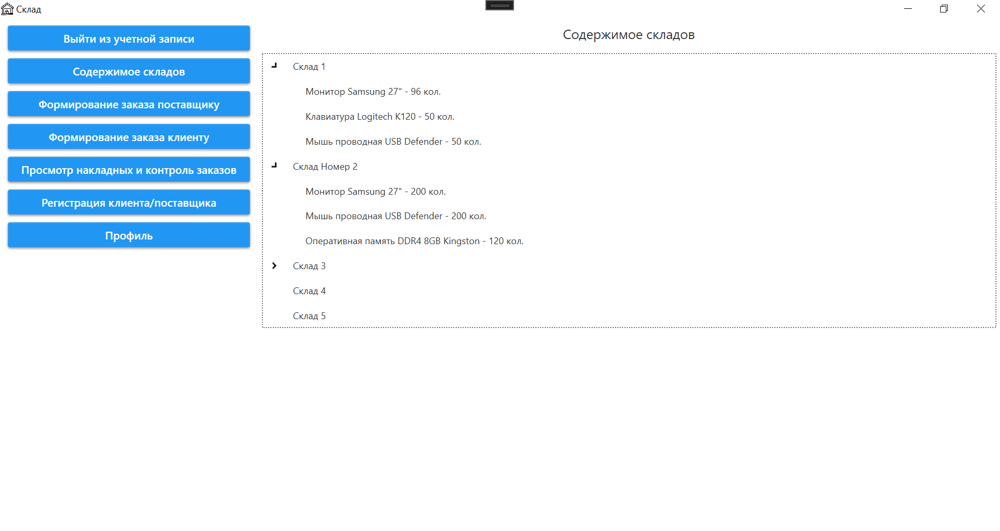 Склад
Выйти из учетной записи
Содержимое складов
Формирование заказа поставщику
Формирование заказа клиенту
Просмотр накладных и контроль заказов
Регистрация клиента/поставщика
Профиль
Содержимое складов
Склад 1
Монитор Samsung 27" - 96 кол.
Клавиатура Logitech K120 - 50 кол.
Мышь проводная USB Defender - 50 кол.
Склад Номер 2
Монитор Samsung 27" - 200 кол.
Мышь проводная USB Defender - 200 кол.
Оперативная память DDR4 8GB Kingston - 120 кол.
Склад 3
Склад 4
Склад 5